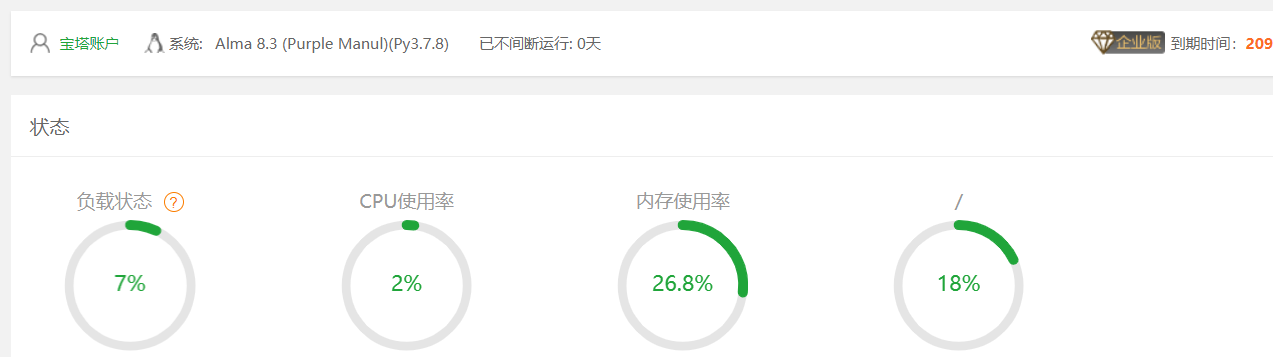 宝塔账户 系统: Alma 8.3 (Purple Manul)(Py3.7.8) 已不间断运行: 0天 企业版 到期时间: 209
状态
负载状态 ? CPU使用率 内存使用率 /
7% 2% 26.8% 18%